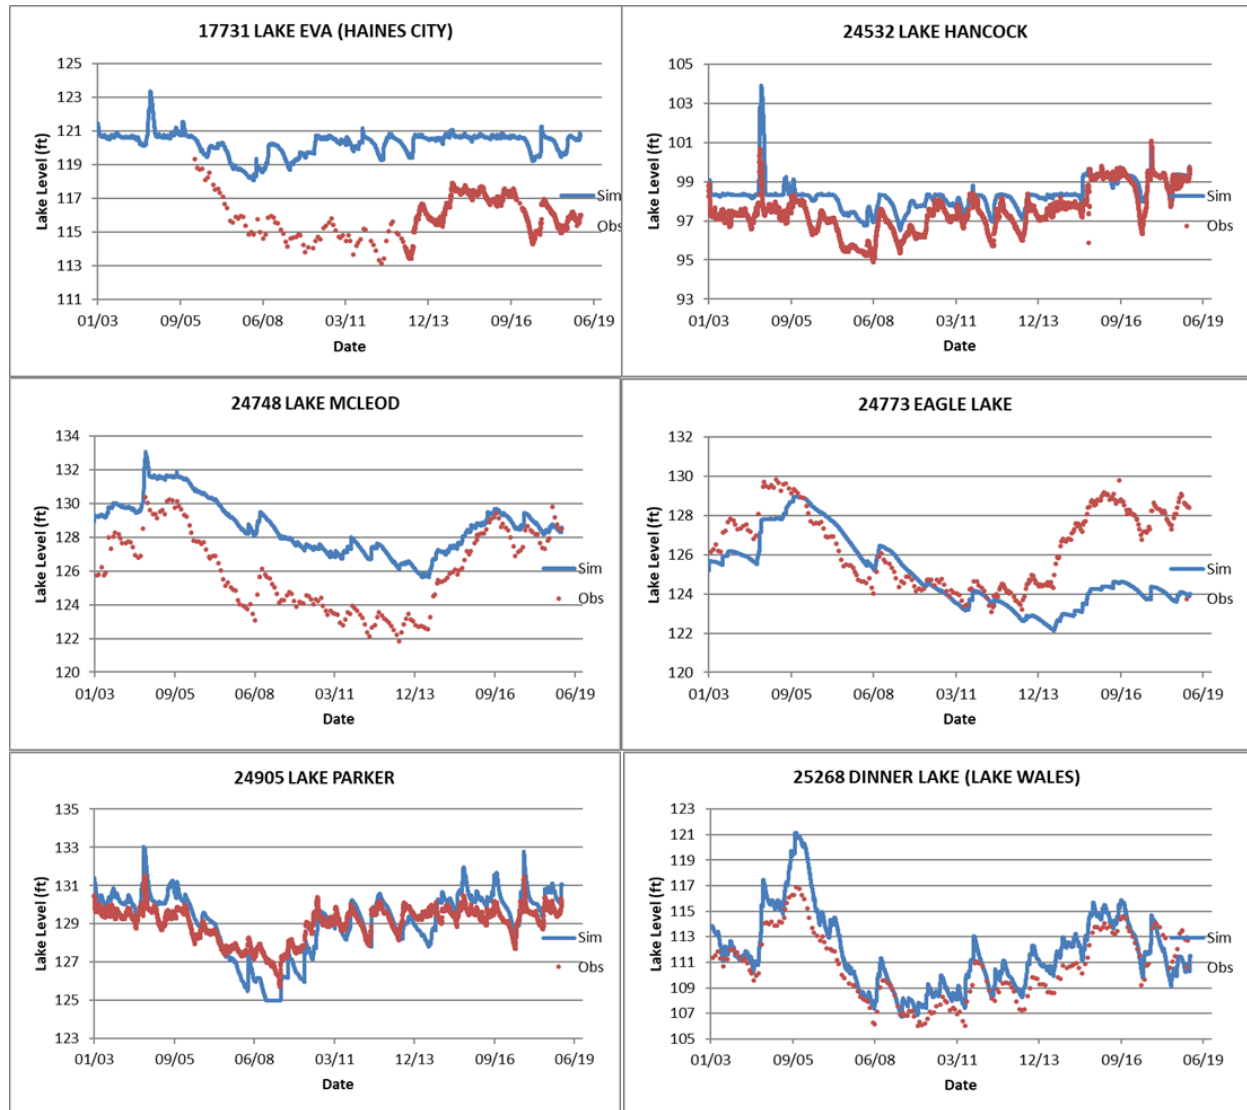 17731 LAKE EVA (HAINES CITY)
125
123
121
119
117
115
113
111
Lake Level (ft)
Sim
Obs
01/03 09/05 06/08 03/11 12/13 09/16 06/19
Date
24532 LAKE HANCOCK
105
103
101
99
97
95
93
Lake Level (ft)
Sim
Obs
01/03 09/05 06/08 03/11 12/13 09/16 06/19
Date
24748 LAKE MCLEOD
134
132
130
128
126
124
122
120
Lake Level (ft)
Sim
Obs
01/03 09/05 06/08 03/11 12/13 09/16 06/19
Date
24773 EAGLE LAKE
132
130
128
126
124
122
120
Lake Level (ft)
Sim
Obs
01/03 09/05 06/08 03/11 12/13 09/16 06/19
Date
24905 LAKE PARKER
135
133
131
129
127
125
123
Lake Level (ft)
Sim
Obs
01/03 09/05 06/08 03/11 12/13 09/16 06/19
Date
25268 DINNER LAKE (LAKE WALES)
123
121
119
117
115
113
111
109
107
105
Lake Level (ft)
Sim
Obs
01/03 09/05 06/08 03/11 12/13 09/16 06/19
Date